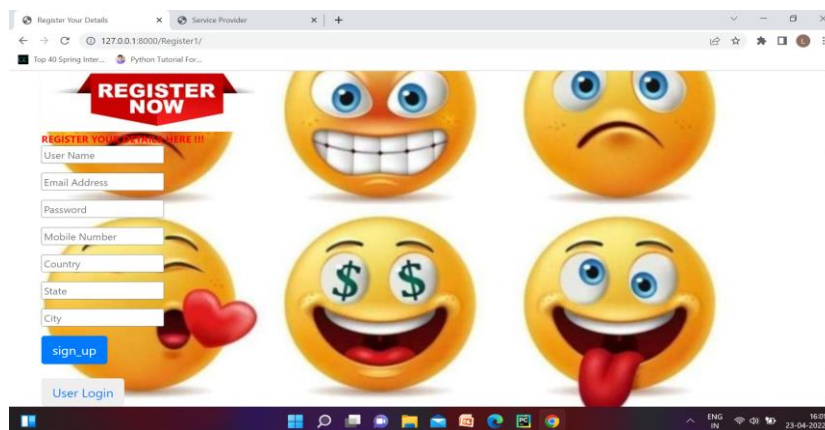 Register Your Details
Service Provider
127.0.0.1:8000/Register1/
Top 40 Spring Inter...
Python Tutorial For...
REGISTER
NOW
REGISTER YOUR DETAILS HERE !!!
User Name
Email Address
Password
Mobile Number
Country
State
City
sign_up
User Login
$ $
ENG
IN
23-04-2022